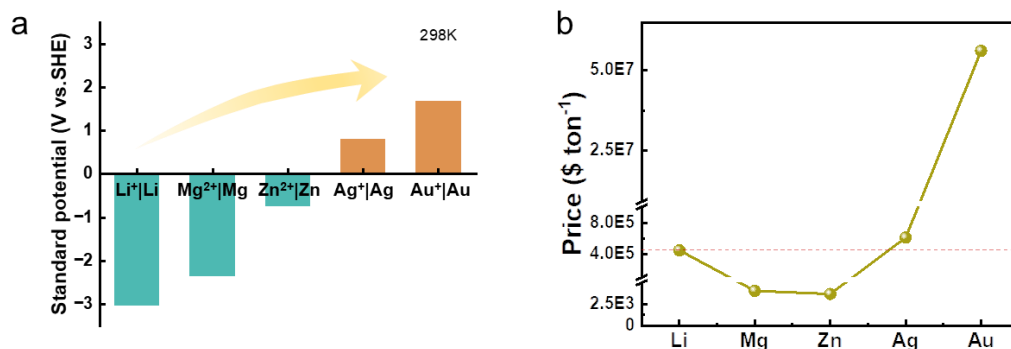 a
298K
Standard potential (V vs.SHE)
3
2
1
0
−1
−2
−3
Li⁺|Li
Mg²⁺|Mg
Zn²⁺|Zn
Ag⁺|Ag
Au⁺|Au
b
Price ($ ton⁻¹)
5.0E7
2.5E7
8.0E5
4.0E5
2.5E3
0
Li
Mg
Zn
Ag
Au